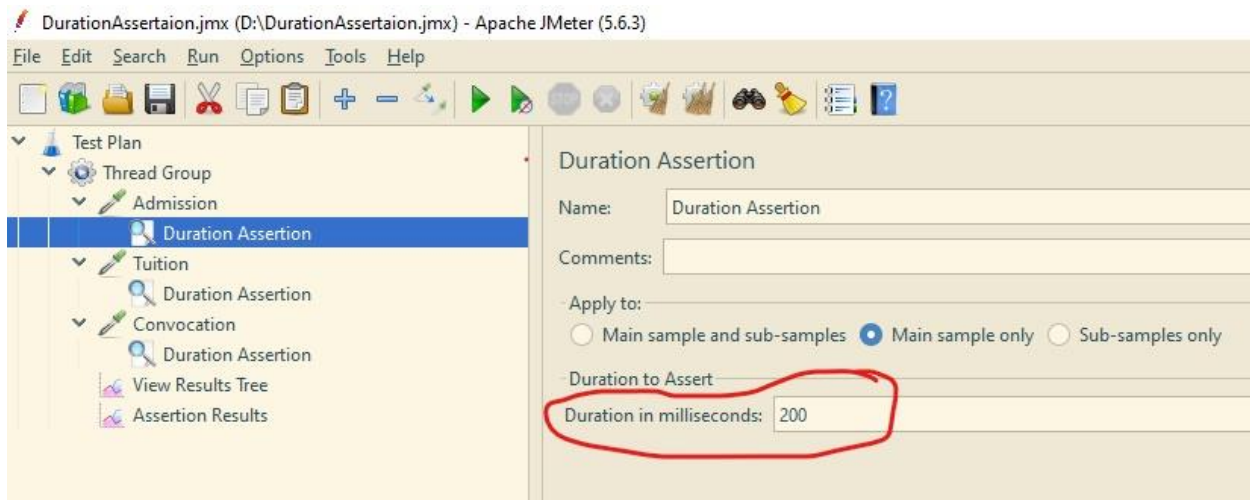 DurationAssertaion.jmx (D:\DurationAssertaion.jmx) - Apache JMeter (5.6.3)
File Edit Search Run Options Tools Help
STOP
Test Plan
Thread Group
Admission
Duration Assertion
Tuition
Duration Assertion
Convocation
Duration Assertion
View Results Tree
Assertion Results
Duration Assertion
Name: Duration Assertion
Comments:
Apply to:
Main sample and sub-samples Main sample only Sub-samples only
Duration to Assert
Duration in milliseconds: 200